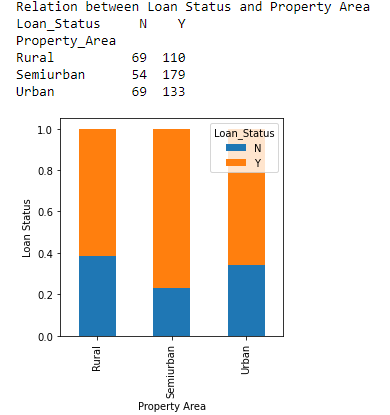 Relation between Loan Status and Property Area
Loan_Status N Y
Property_Area
Rural 69 110
Semiurban 54 179
Urban 69 133
Loan_Status
N
Y
1.0
0.8
0.6
0.4
0.2
0.0
Loan Status
Rural
Semiurban
Urban
Property Area